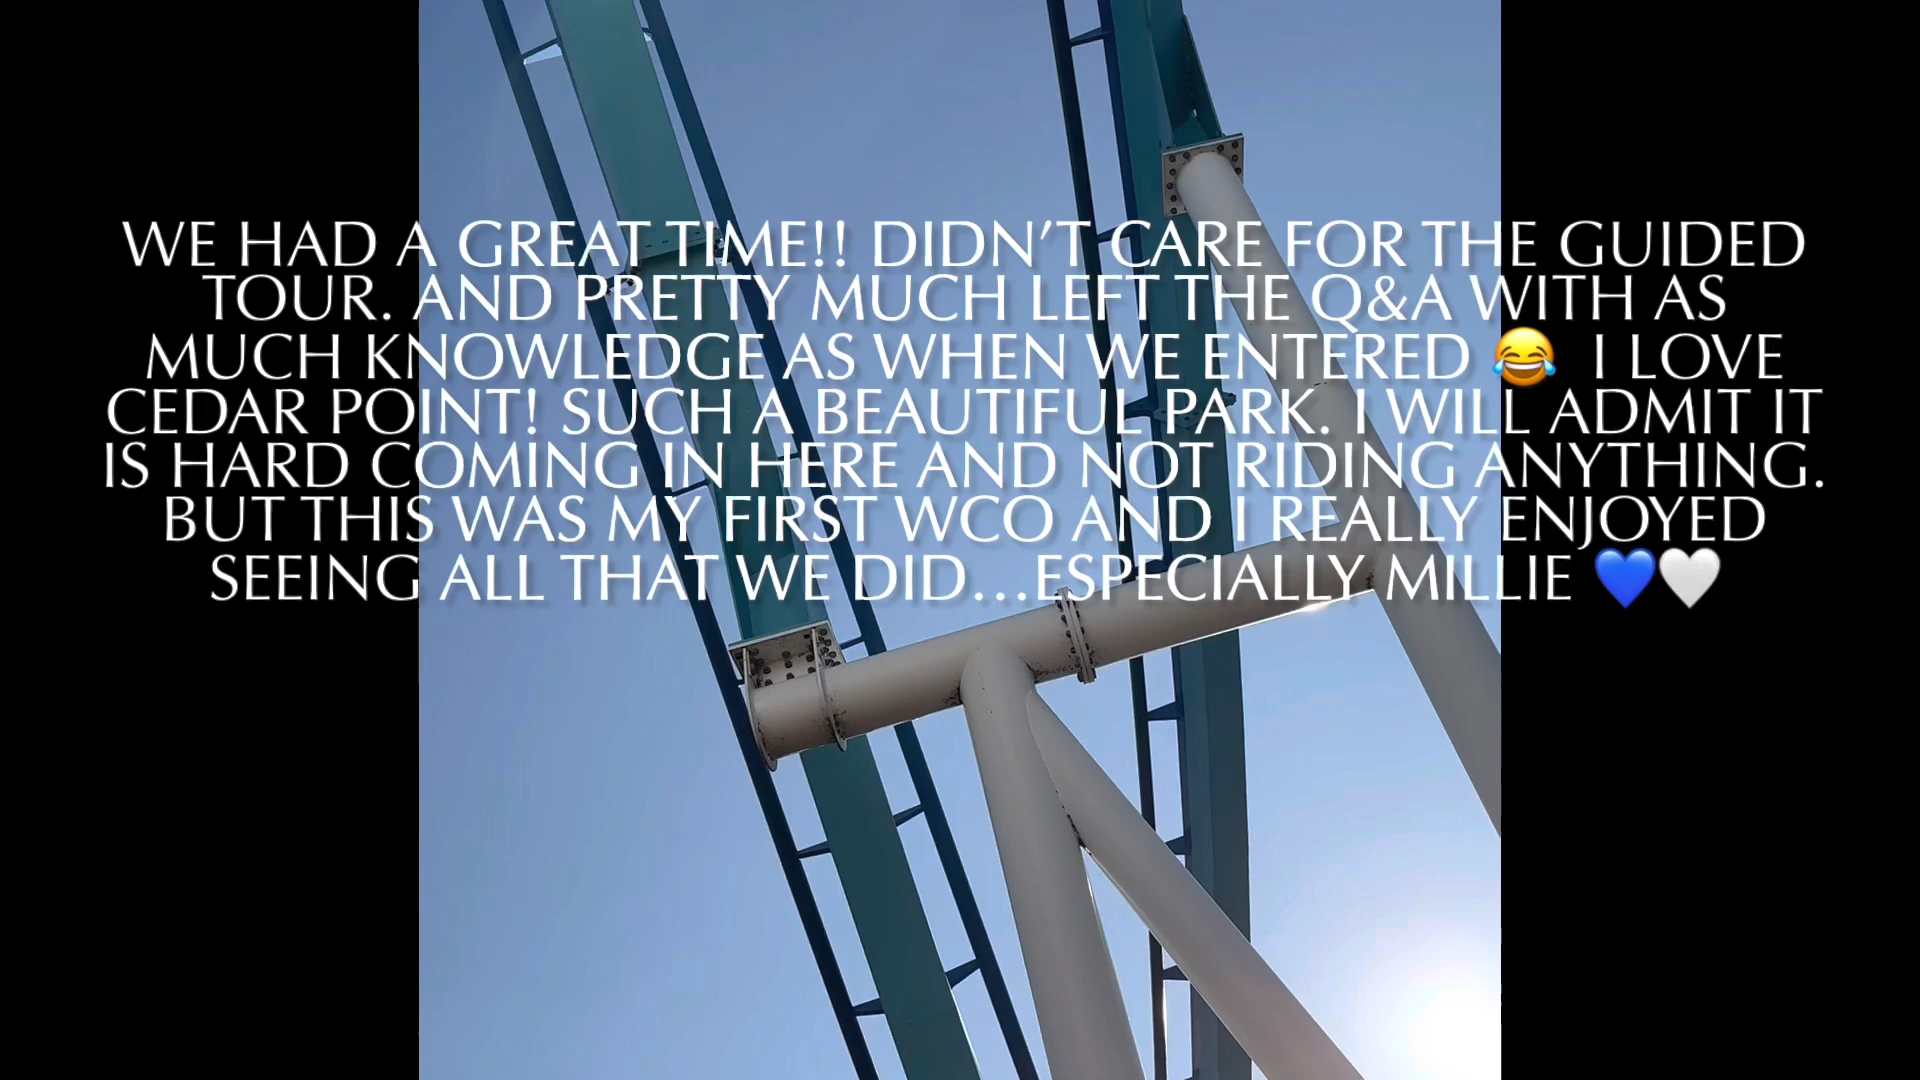 WE HAD A GREAT TIME!! DIDN’T CARE FOR THE GUIDED
TOUR. AND PRETTY MUCH LEFT THE Q&A WITH AS
MUCH KNOWLEDGE AS WHEN WE ENTERED 😂 I LOVE
CEDAR POINT! SUCH A BEAUTIFUL PARK. I WILL ADMIT IT
IS HARD COMING IN HERE AND NOT RIDING ANYTHING.
BUT THIS WAS MY FIRST WCO AND I REALLY ENJOYED
SEEING ALL THAT WE DID...ESPECIALLY MILLIE 💙🤍